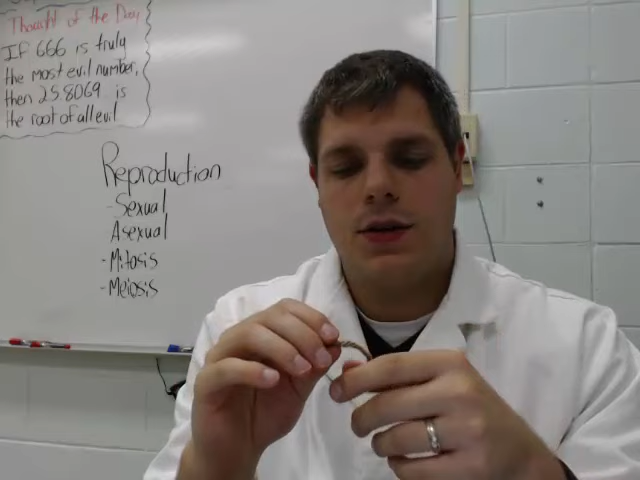 Thought of the Day
If 666 is truly
the most evil number,
then 25.8069 is
the root of all evil
Reproduction
-Sexual
Asexual
-Mitosis
-Meiosis